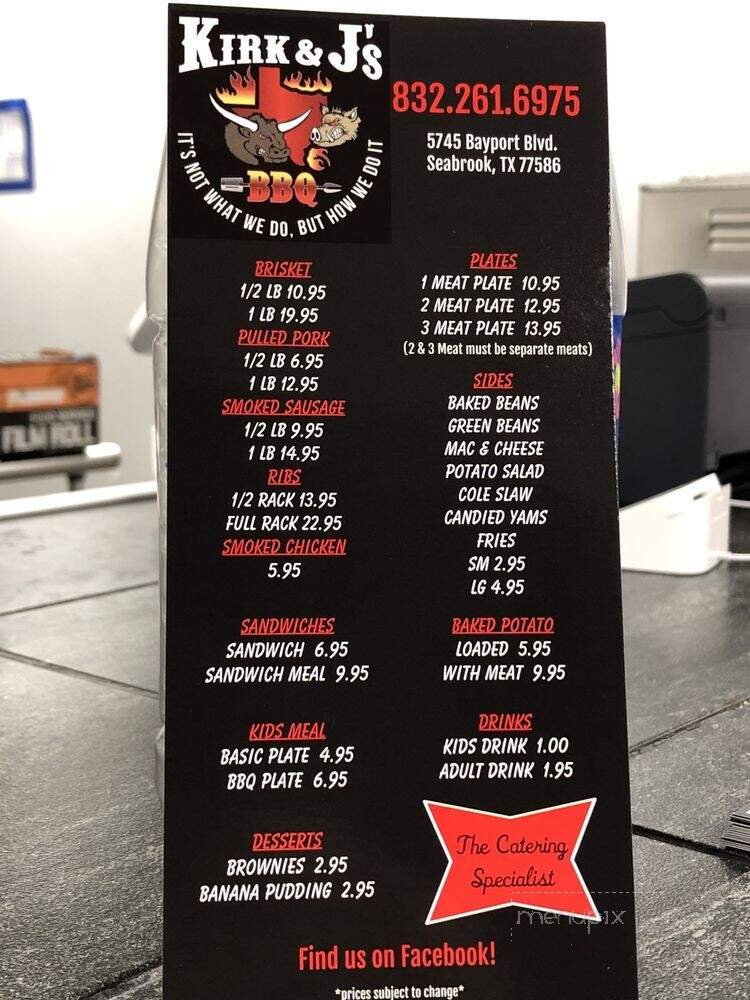 KIRK & J'S
IT'S NOT WHAT WE DO, BUT HOW WE DO IT
BBQ
832.261.6975
5745 Bayport Blvd.
Seabrook, TX 77586
BRISKET
1/2 LB 10.95
1 LB 19.95
PULLED PORK
1/2 LB 6.95
1 LB 12.95
SMOKED SAUSAGE
1/2 LB 9.95
1 LB 14.95
RIBS
1/2 RACK 13.95
FULL RACK 22.95
SMOKED CHICKEN
5.95
SANDWICHES
SANDWICH 6.95
SANDWICH MEAL 9.95
KIDS MEAL
BASIC PLATE 4.95
BBQ PLATE 6.95
DESSERTS
BROWNIES 2.95
BANANA PUDDING 2.95
PLATES
1 MEAT PLATE 10.95
2 MEAT PLATE 12.95
3 MEAT PLATE 13.95
(2 & 3 Meat must be separate meats)
SIDES
BAKED BEANS
GREEN BEANS
MAC & CHEESE
POTATO SALAD
COLE SLAW
CANDIED YAMS
FRIES
SM 2.95
LG 4.95
BAKED POTATO
LOADED 5.95
WITH MEAT 9.95
DRINKS
KIDS DRINK 1.00
ADULT DRINK 1.95
The Catering
Specialist
menupix
Find us on Facebook!
*prices subject to change*
FILM ROLL